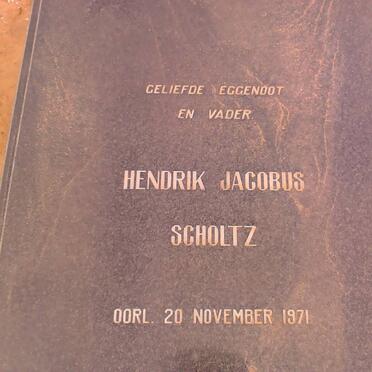 GELIEFDE EGGENOOT
EN VADER
HENDRIK JACOBUS
SCHOLTZ
OORL. 20 NOVEMBER 1971